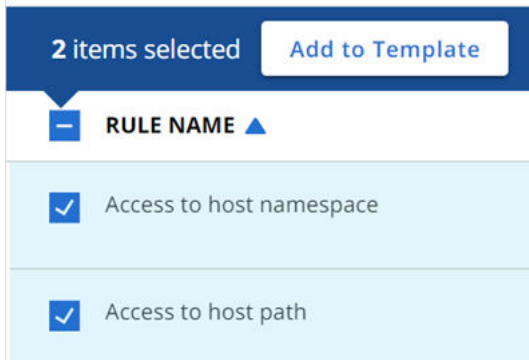 2 items selected Add to Template
RULE NAME
Access to host namespace
Access to host path